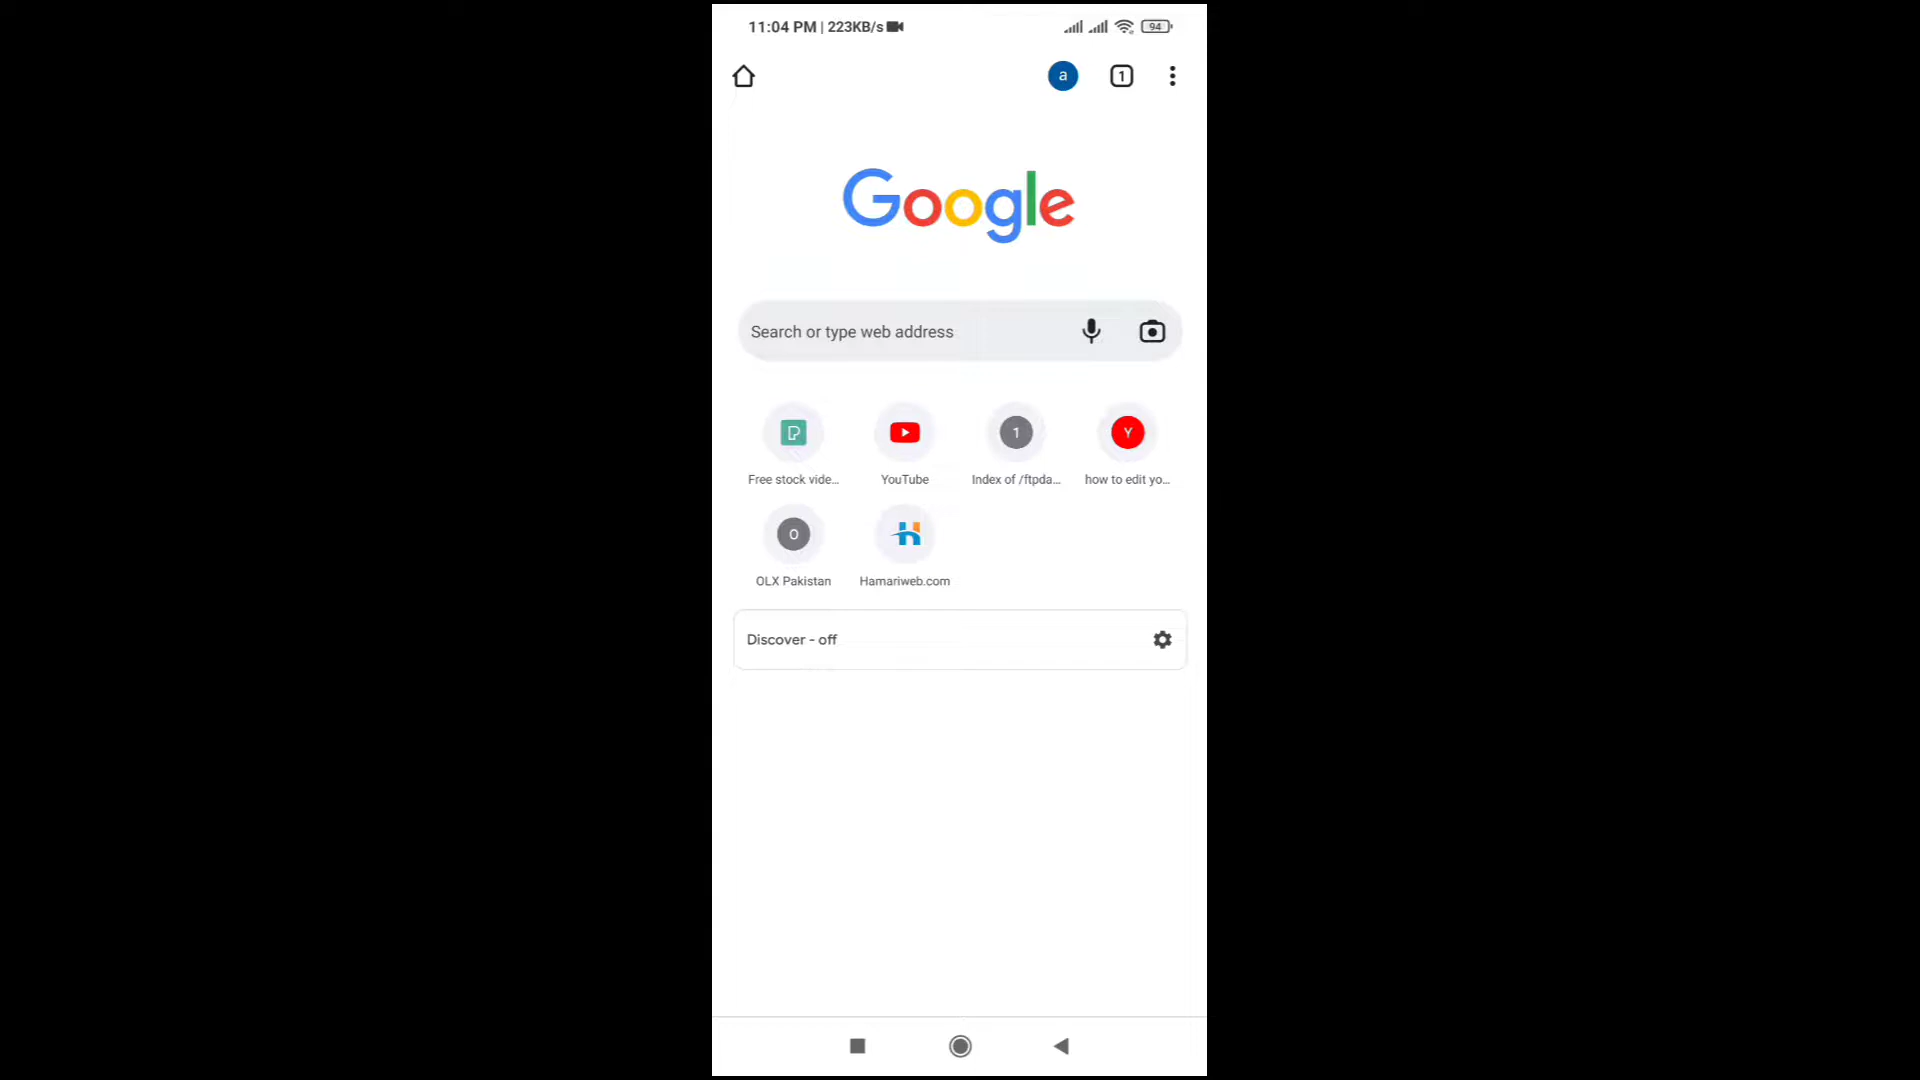 11:04 PM | 223KB/s 94
a 1
Google
Search or type web address
1 Y
Free stock vide... YouTube Index of /ftpda... how to edit yo...
O
OLX Pakistan Hamariweb.com
Discover - off